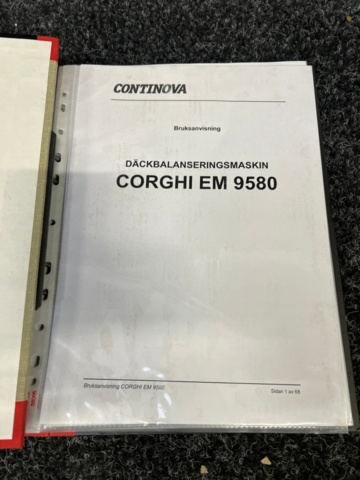 CONTINOVA
Bruksanvisning
DÄCKBALANSERINGSMASKIN
CORGHI EM 9580
Bruksanvisning CORGHI EM 9580
Sidan 1 av 68